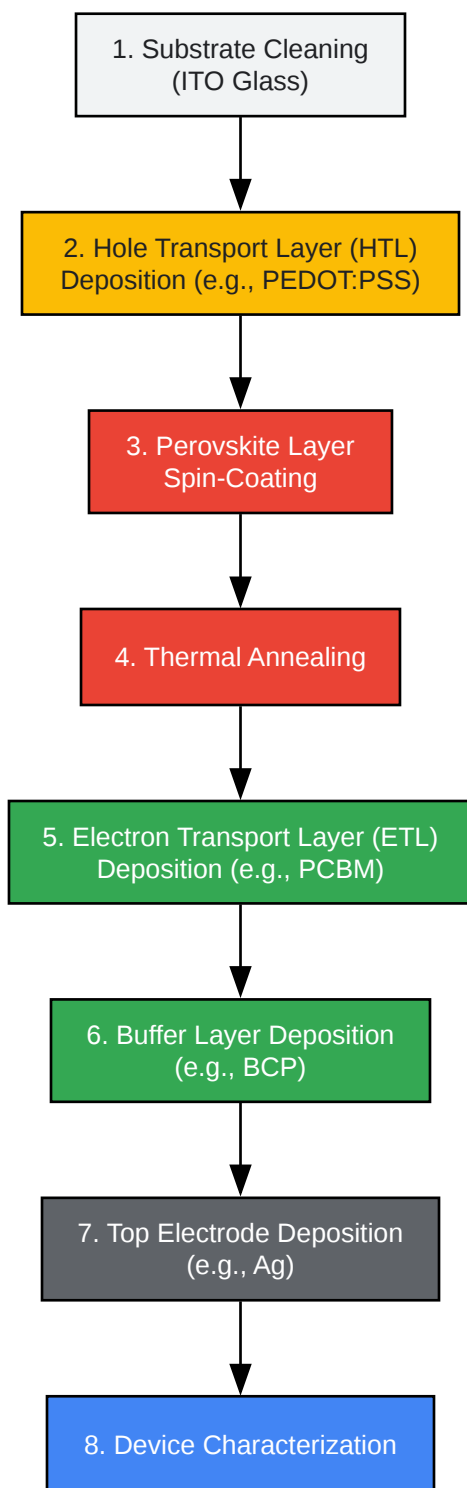 1. Substrate Cleaning
(ITO Glass)
2. Hole Transport Layer (HTL)
Deposition (e.g., PEDOT:PSS)
3. Perovskite Layer
Spin-Coating
4. Thermal Annealing
5. Electron Transport Layer (ETL)
Deposition (e.g., PCBM)
6. Buffer Layer Deposition
(e.g., BCP)
7. Top Electrode Deposition
(e.g., Ag)
8. Device Characterization